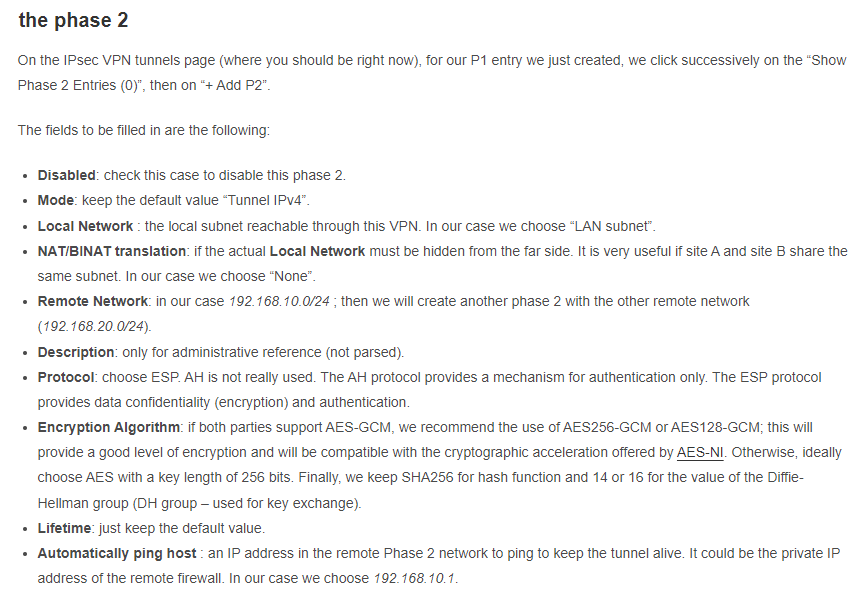 the phase 2
On the IPsec VPN tunnels page (where you should be right now), for our P1 entry we just created, we click successively on the “Show
Phase 2 Entries (0)”, then on “+ Add P2”.
The fields to be filled in are the following:
• Disabled: check this case to disable this phase 2.
• Mode: keep the default value “Tunnel IPv4”.
• Local Network : the local subnet reachable through this VPN. In our case we choose “LAN subnet”.
• NAT/BINAT translation: if the actual Local Network must be hidden from the far side. It is very useful if site A and site B share the
same subnet. In our case we choose “None”.
• Remote Network: in our case 192.168.10.0/24 ; then we will create another phase 2 with the other remote network
(192.168.20.0/24).
• Description: only for administrative reference (not parsed).
• Protocol: choose ESP. AH is not really used. The AH protocol provides a mechanism for authentication only. The ESP protocol
provides data confidentiality (encryption) and authentication.
• Encryption Algorithm: if both parties support AES-GCM, we recommend the use of AES256-GCM or AES128-GCM; this will
provide a good level of encryption and will be compatible with the cryptographic acceleration offered by AES-NI. Otherwise, ideally
choose AES with a key length of 256 bits. Finally, we keep SHA256 for hash function and 14 or 16 for the value of the Diffie-
Hellman group (DH group – used for key exchange).
• Lifetime: just keep the default value.
• Automatically ping host : an IP address in the remote Phase 2 network to ping to keep the tunnel alive. It could be the private IP
address of the remote firewall. In our case we choose 192.168.10.1.